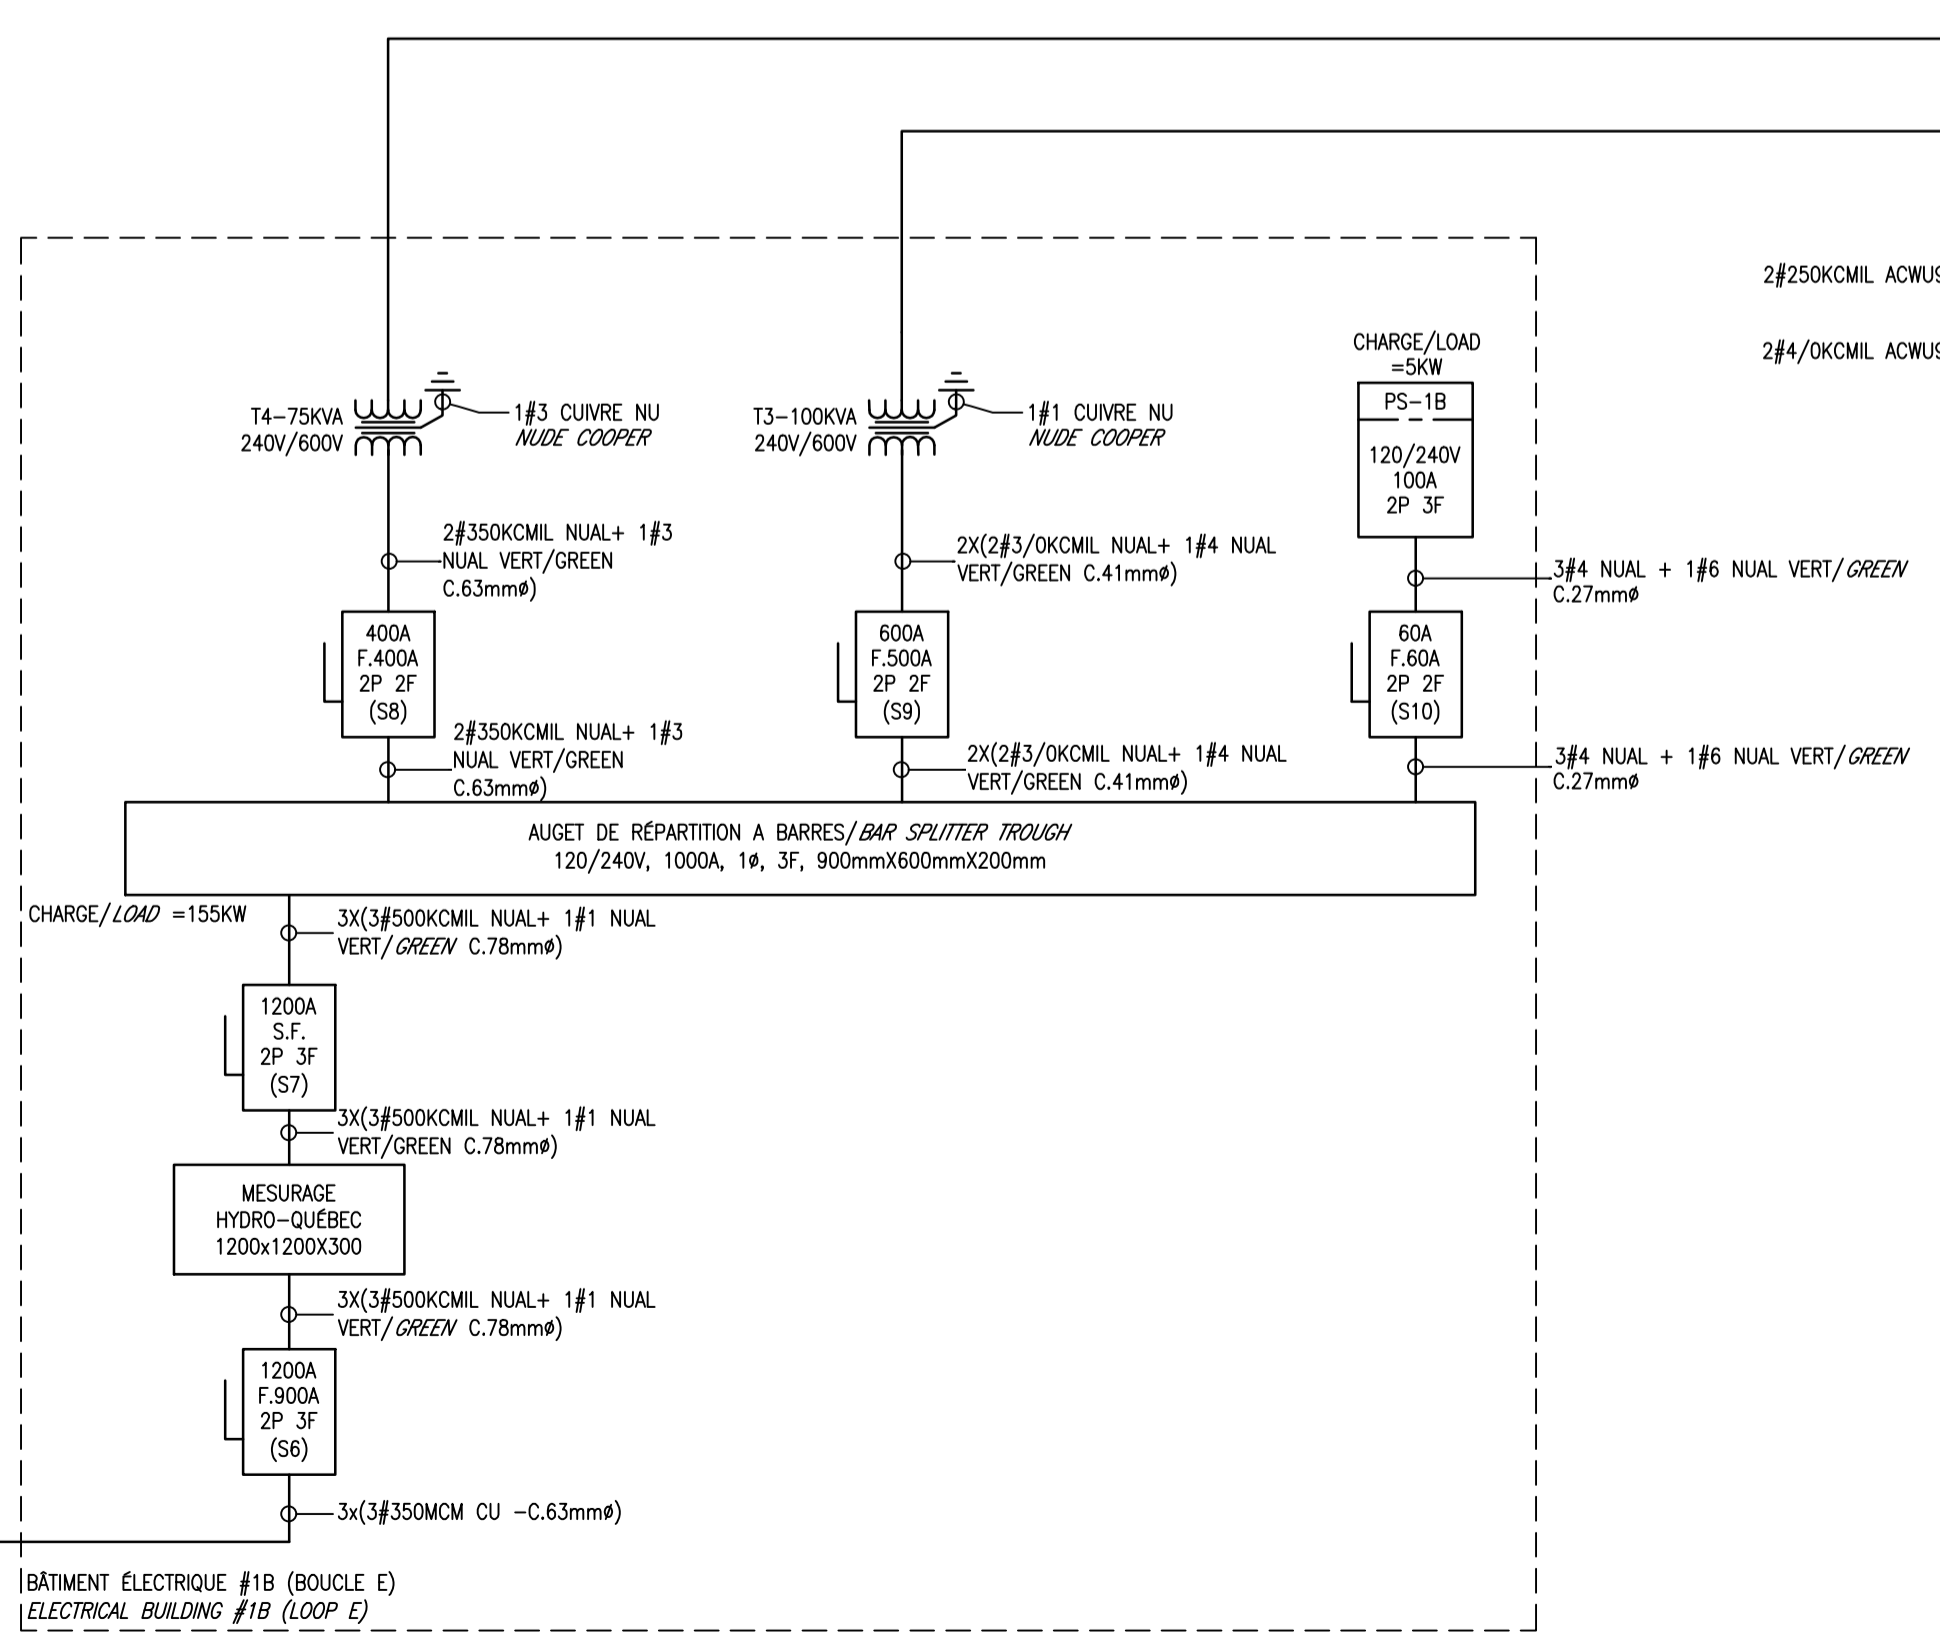 2#250KCMIL ACWU9
2#4/0KCMIL ACWU9
CHARGE/LOAD
=5KW
PS-1B
120/240V
100A
2P 3F
T4-75KVA
240V/600V
1#3 CUIVRE NU
NUDE COOPER
T3-100KVA
240V/600V
1#1 CUIVRE NU
NUDE COOPER
2#350KCMIL NUAL+ 1#3
NUAL VERT/GREEN
C.63mmø)
2X(2#3/0KCMIL NUAL+ 1#4 NUAL
VERT/GREEN C.41mmø)
3#4 NUAL + 1#6 NUAL VERT/GREEN
C.27mmø
400A
F.400A
2P 2F
(S8)
600A
F.500A
2P 2F
(S9)
60A
F.60A
2P 2F
(S10)
2#350KCMIL NUAL+ 1#3
NUAL VERT/GREEN
C.63mmø)
2X(2#3/0KCMIL NUAL+ 1#4 NUAL
VERT/GREEN C.41mmø)
3#4 NUAL + 1#6 NUAL VERT/GREEN
C.27mmø
AUGET DE RÉPARTITION A BARRES/BAR SPLITTER TROUGH
120/240V, 1000A, 1ø, 3F, 900mmX600mmX200mm
CHARGE/LOAD =155KW
3X(3#500KCMIL NUAL+ 1#1 NUAL
VERT/GREEN C.78mmø)
1200A
S.F.
2P 3F
(S7)
3X(3#500KCMIL NUAL+ 1#1 NUAL
VERT/GREEN C.78mmø)
MESURAGE
HYDRO-QUÉBEC
1200x1200X300
3X(3#500KCMIL NUAL+ 1#1 NUAL
VERT/GREEN C.78mmø)
1200A
F.900A
2P 3F
(S6)
3x(3#350MCM CU -C.63mmø)
BÂTIMENT ÉLECTRIQUE #1B (BOUCLE E)
ELECTRICAL BUILDING #1B (LOOP E)